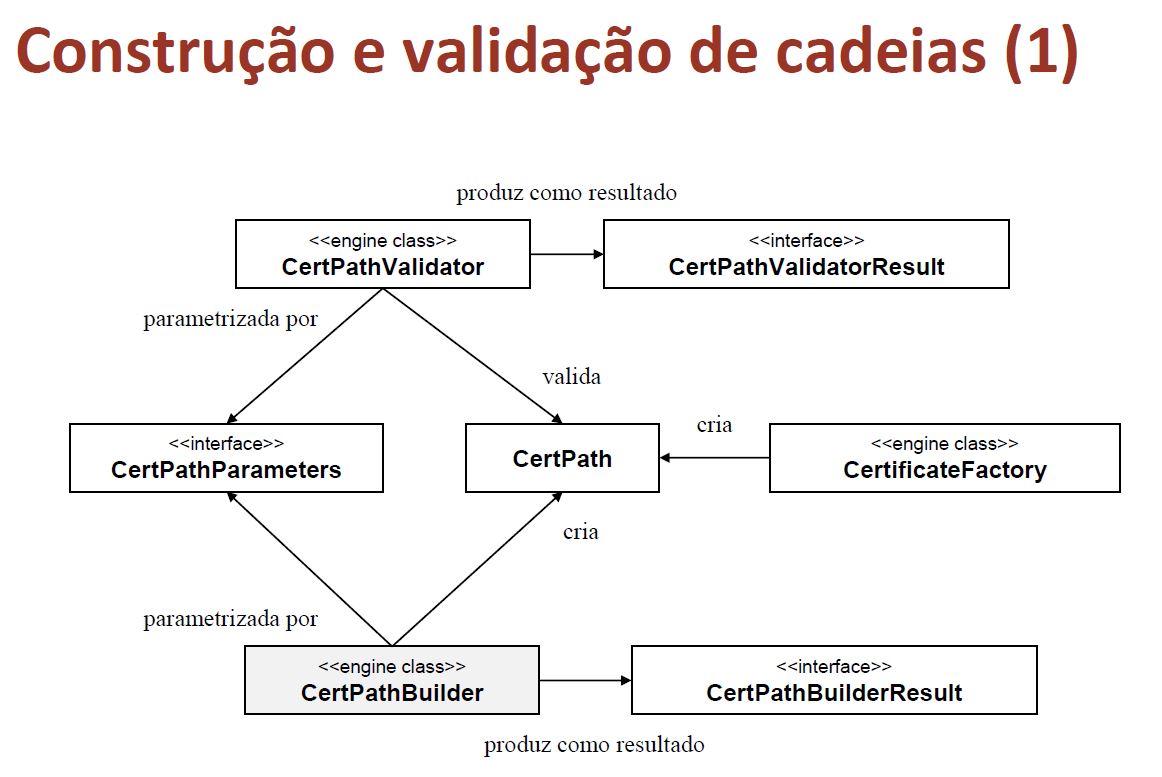 Construção e validação de cadeias (1)
produz como resultado
<<engine class>>
CertPathValidator
<<interface>>
CertPathValidatorResult
parametrizada por
valida
cria
<<interface>>
CertPathParameters
CertPath
<<engine class>>
CertificateFactory
cria
parametrizada por
<<engine class>>
CertPathBuilder
<<interface>>
CertPathBuilderResult
produz como resultado